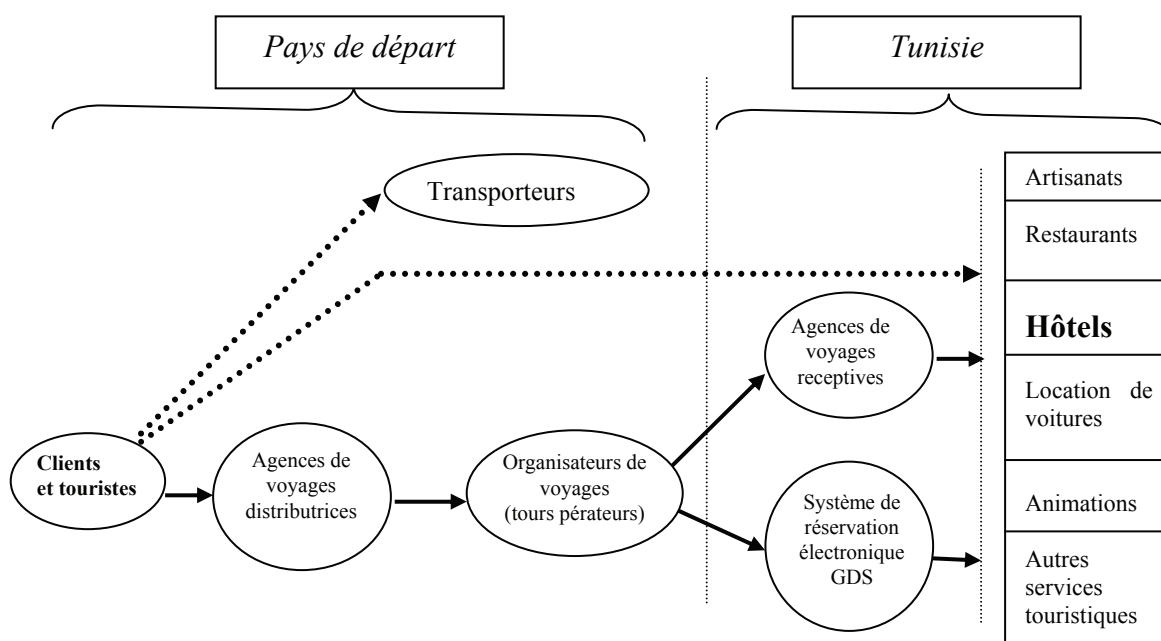 Pays de départ
Tunisie
Transporteurs
Artisanats
Restaurants
Hôtels
Location de
voitures
Animations
Autres
services
touristiques
Agences de
voyages
receptives
Clients
et touristes
Agences de
voyages
distributrices
Organisateurs de
voyages
(tours pérateurs)
Système de
réservation
électronique
GDS